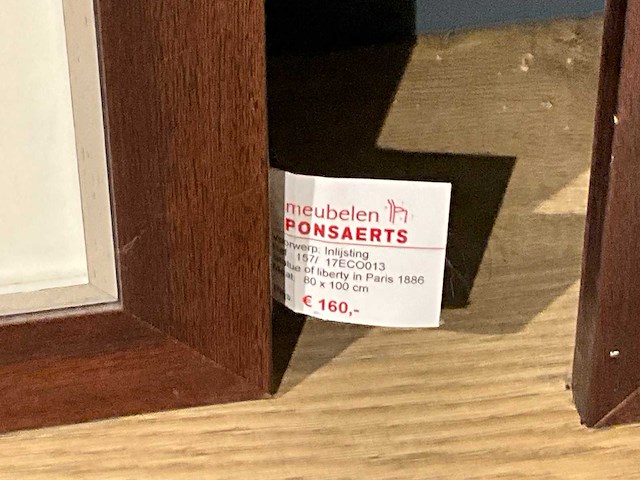 meubelen
PONSAERTS
Inlijsting
157/ 17ECO013
of liberty in Paris 1886
80 x 100 cm
€ 160,-